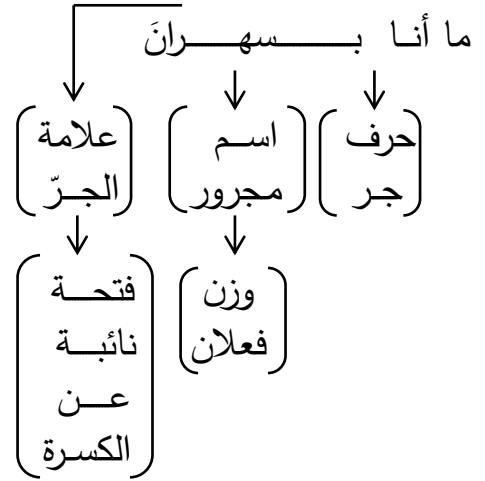 ما أنا بسهرانَ
حرف
جر
اسم
مجرور
وزن
فعلان
علامة
الجرّ
فتحة
نائبة
عن
الكسرة